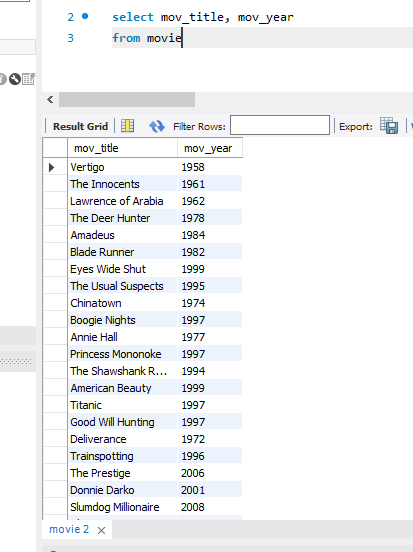 2 select mov_title, mov_year
3 from movie
Result Grid Filter Rows: Export:
mov_title mov_year
Vertigo 1958
The Innocents 1961
Lawrence of Arabia 1962
The Deer Hunter 1978
Amadeus 1984
Blade Runner 1982
Eyes Wide Shut 1999
The Usual Suspects 1995
Chinatown 1974
Boogie Nights 1997
Annie Hall 1977
Princess Mononoke 1997
The Shawshank R... 1994
American Beauty 1999
Titanic 1997
Good Will Hunting 1997
Deliverance 1972
Trainspotting 1996
The Prestige 2006
Donnie Darko 2001
Slumdog Millionaire 2008
movie 2